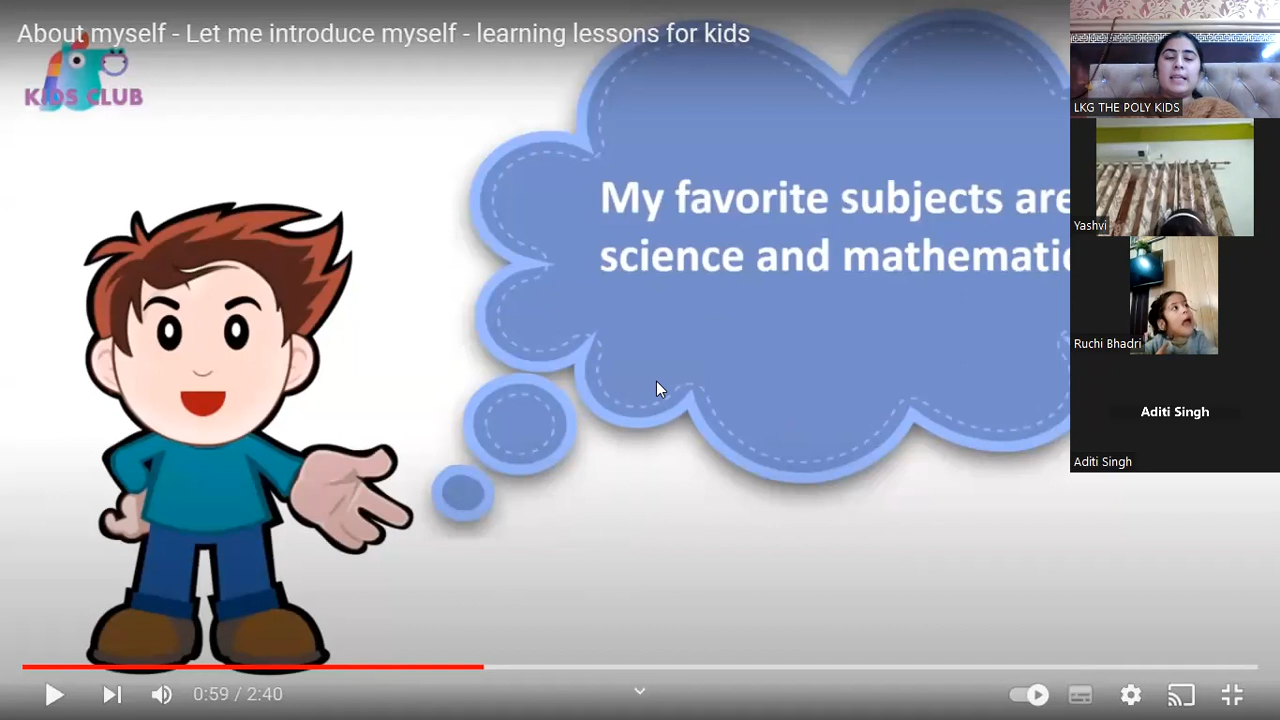 About myself - Let me introduce myself - learning lessons for kids
KIDS CLUB
My favorite subjects are
science and mathematic
LKG THE POLY KIDS
Yashvi
Ruchi Bhadri
Aditi Singh
Aditi Singh
0:59 / 2:40